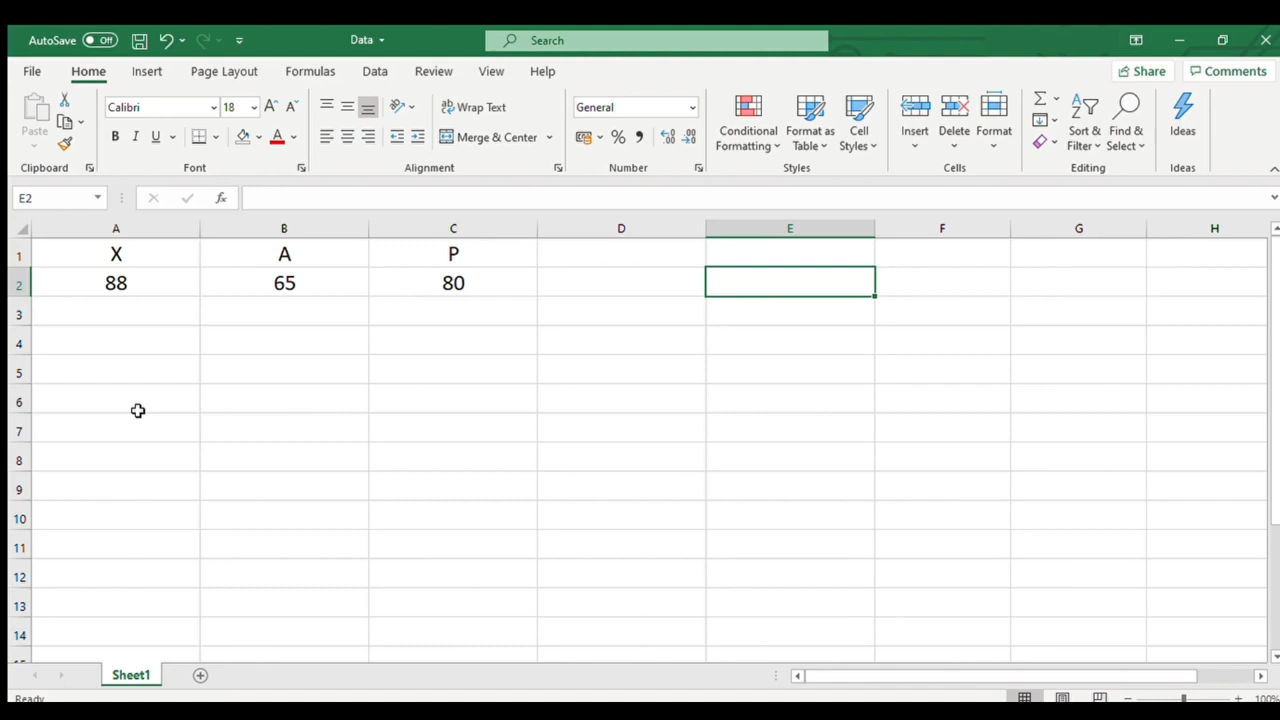 AutoSave Off Data Search
File Home Insert Page Layout Formulas Data Review View Help Share Comments
Calibri 18 Wrap Text General
Paste B I U Merge & Center % Conditional Formatting Format as Table Cell Styles Insert Delete Format Sort & Filter Find & Select Ideas
Clipboard Font Alignment Number Styles Cells Editing Ideas
E2 fx
A B C D E F G H
1 X A P
2 88 65 80
3
4
5
6
7
8
9
10
11
12
13
14
Sheet1
Ready 100%